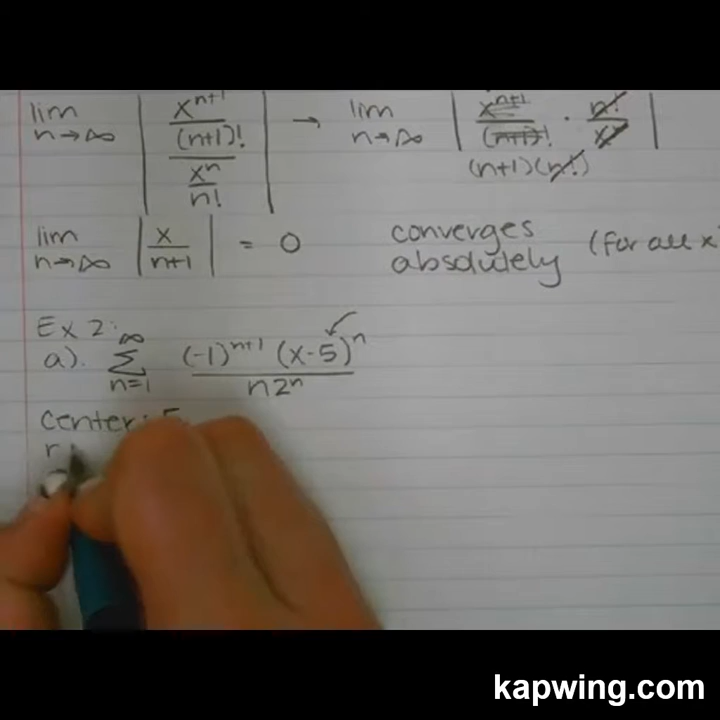 lim n→∞ | x^(n+1)/(n+1)! / x^n/n! | → lim n→∞ | x^(n+1)/(n+1)! · n!/x^n |
(n+1)(n!)
lim n→∞ | x/(n+1) | = 0 converges absolutely (for all x
Ex 2:
a). ∞ Σ n=1 (-1)^(n+1) (x-5)^n / n2^n
center: 5
r
kapwing.com